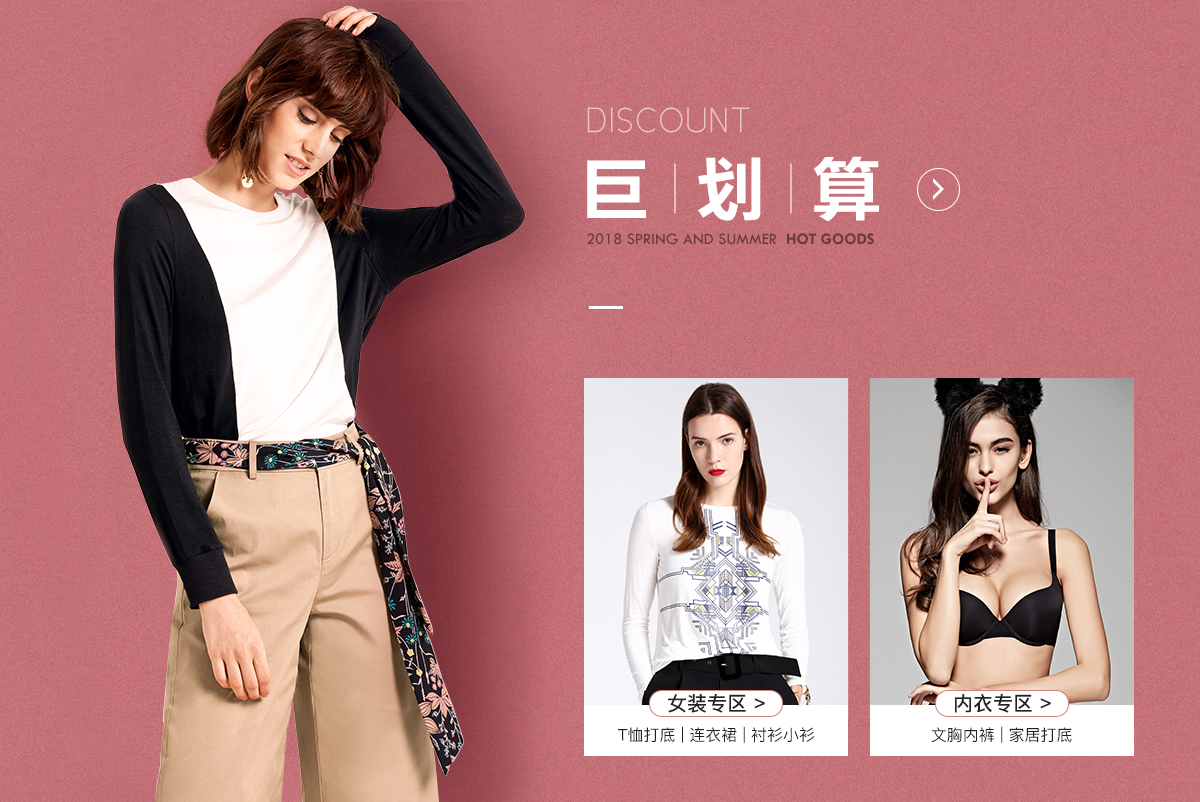 DISCOUNT
巨划算
2018 SPRING AND SUMMER HOT GOODS
女装专区 >
T恤打底 | 连衣裙 | 衬衫小衫
内衣专区 >
文胸内裤 | 家居打底